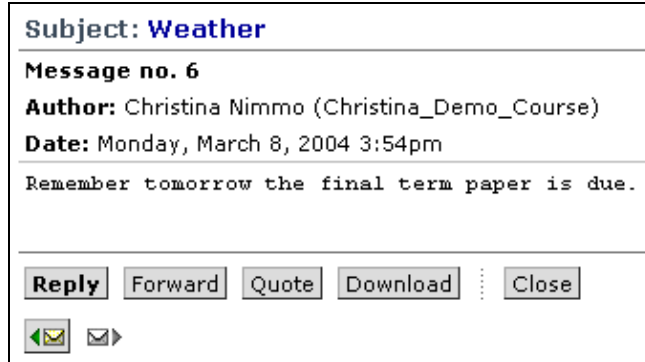 Subject: Weather
Message no. 6
Author: Christina Nimmo (Christina_Demo_Course)
Date: Monday, March 8, 2004 3:54pm
Remember tomorrow the final term paper is due.
Reply Forward Quote Download Close